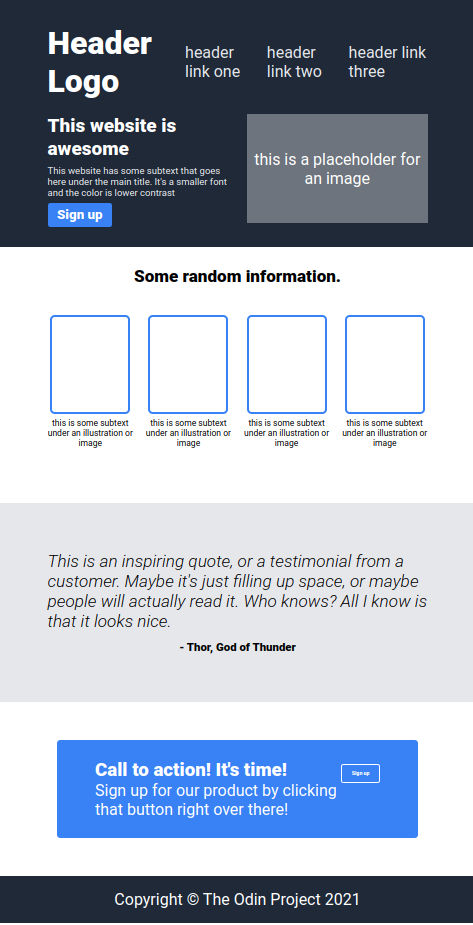 Header
Logo
header
link one
header
link two
header link
three
This website is
awesome
This website has some subtext that goes
here under the main title. It's a smaller font
and the color is lower contrast
Sign up
this is a placeholder for
an image
Some random information.
this is some subtext
under an illustration or
image
this is some subtext
under an illustration or
image
this is some subtext
under an illustration or
image
this is some subtext
under an illustration or
image
This is an inspiring quote, or a testimonial from a
customer. Maybe it's just filling up space, or maybe
people will actually read it. Who knows? All I know is
that it looks nice.
- Thor, God of Thunder
Call to action! It's time!
Sign up for our product by clicking
that button right over there!
Sign up
Copyright © The Odin Project 2021